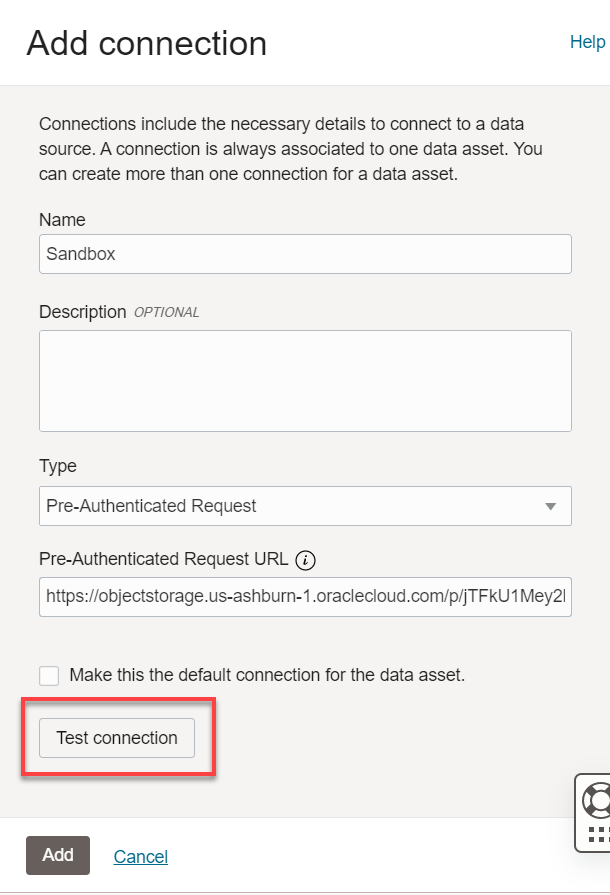 Add connection
Help
Connections include the necessary details to connect to a data
source. A connection is always associated to one data asset. You
can create more than one connection for a data asset.
Name
Sandbox
Description OPTIONAL
Type
Pre-Authenticated Request
Pre-Authenticated Request URL
https://objectstorage.us-ashburn-1.oraclecloud.com/p/jTFkU1Mey2
Make this the default connection for the data asset.
Test connection
Add
Cancel